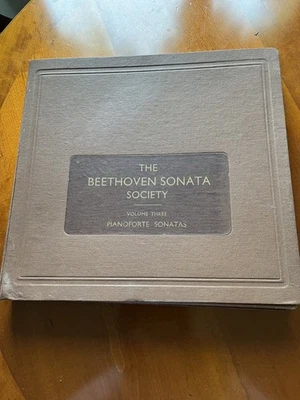 THE
BEETHOVEN SONATA
SOCIETY
VOLUME THREE
PIANOFORTE SONATAS